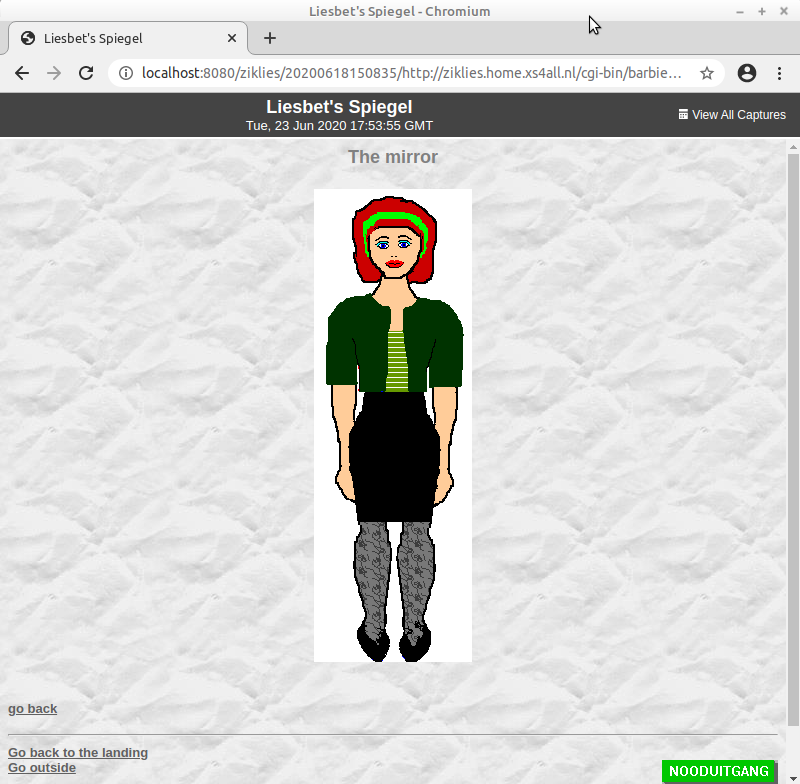 Liesbet's Spiegel - Chromium
Liesbet's Spiegel
localhost:8080/ziklies/20200618150835/http://ziklies.home.xs4all.nl/cgi-bin/barbie…
Liesbet's Spiegel
Tue, 23 Jun 2020 17:53:55 GMT
View All Captures
The mirror
go back
Go back to the landing
Go outside
NOODUITGANG